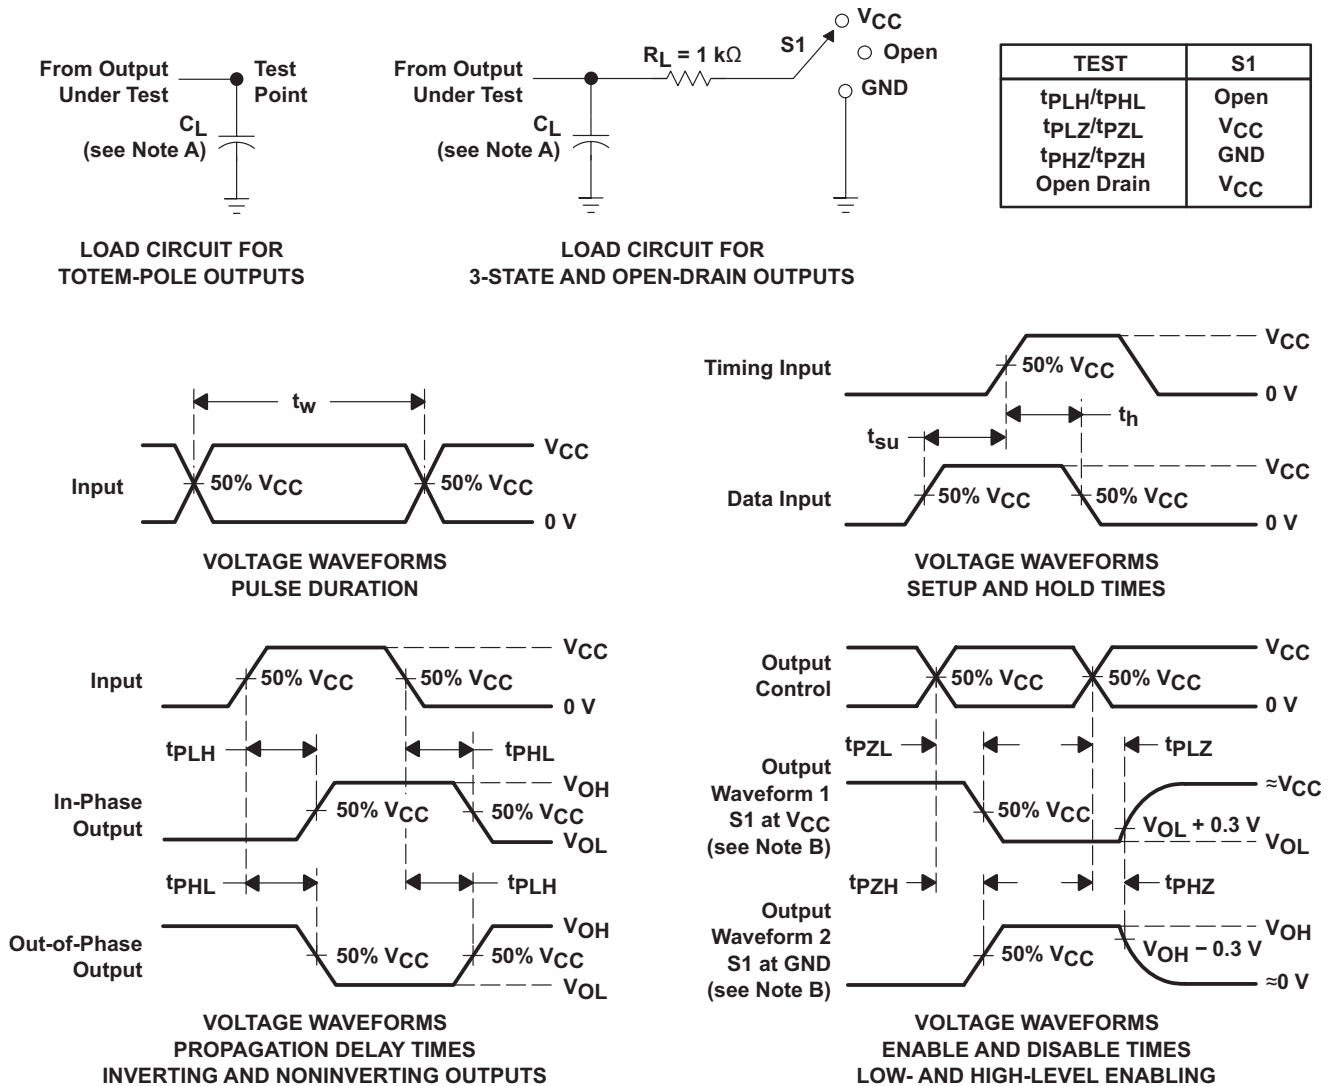 From Output
Under Test
Test
Point
CL
(see Note A)
LOAD CIRCUIT FOR
TOTEM-POLE OUTPUTS
From Output
Under Test
RL = 1 kΩ
S1
VCC
Open
GND
CL
(see Note A)
LOAD CIRCUIT FOR
3-STATE AND OPEN-DRAIN OUTPUTS
TEST S1
tPLH/tPHL Open
tPLZ/tPZL VCC
tPHZ/tPZH GND
Open Drain VCC
tw
VCC
Input
50% VCC
50% VCC
0 V
VOLTAGE WAVEFORMS
PULSE DURATION
VCC
Timing Input
50% VCC
0 V
th
tsu
VCC
Data Input
50% VCC
50% VCC
0 V
VOLTAGE WAVEFORMS
SETUP AND HOLD TIMES
VCC
Input
50% VCC
50% VCC
0 V
tPLH
tPHL
VOH
In-Phase
Output
50% VCC
50% VCC
VOL
tPHL
tPLH
VOH
Out-of-Phase
Output
50% VCC
50% VCC
VOL
VOLTAGE WAVEFORMS
PROPAGATION DELAY TIMES
INVERTING AND NONINVERTING OUTPUTS
VCC
Output
Control
50% VCC
50% VCC
0 V
tPZL
tPLZ
Output
Waveform 1
S1 at VCC
(see Note B)
≈VCC
50% VCC
VOL + 0.3 V
VOL
tPZH
tPHZ
Output
Waveform 2
S1 at GND
(see Note B)
VOH
50% VCC
VOH − 0.3 V
≈0 V
VOLTAGE WAVEFORMS
ENABLE AND DISABLE TIMES
LOW- AND HIGH-LEVEL ENABLING